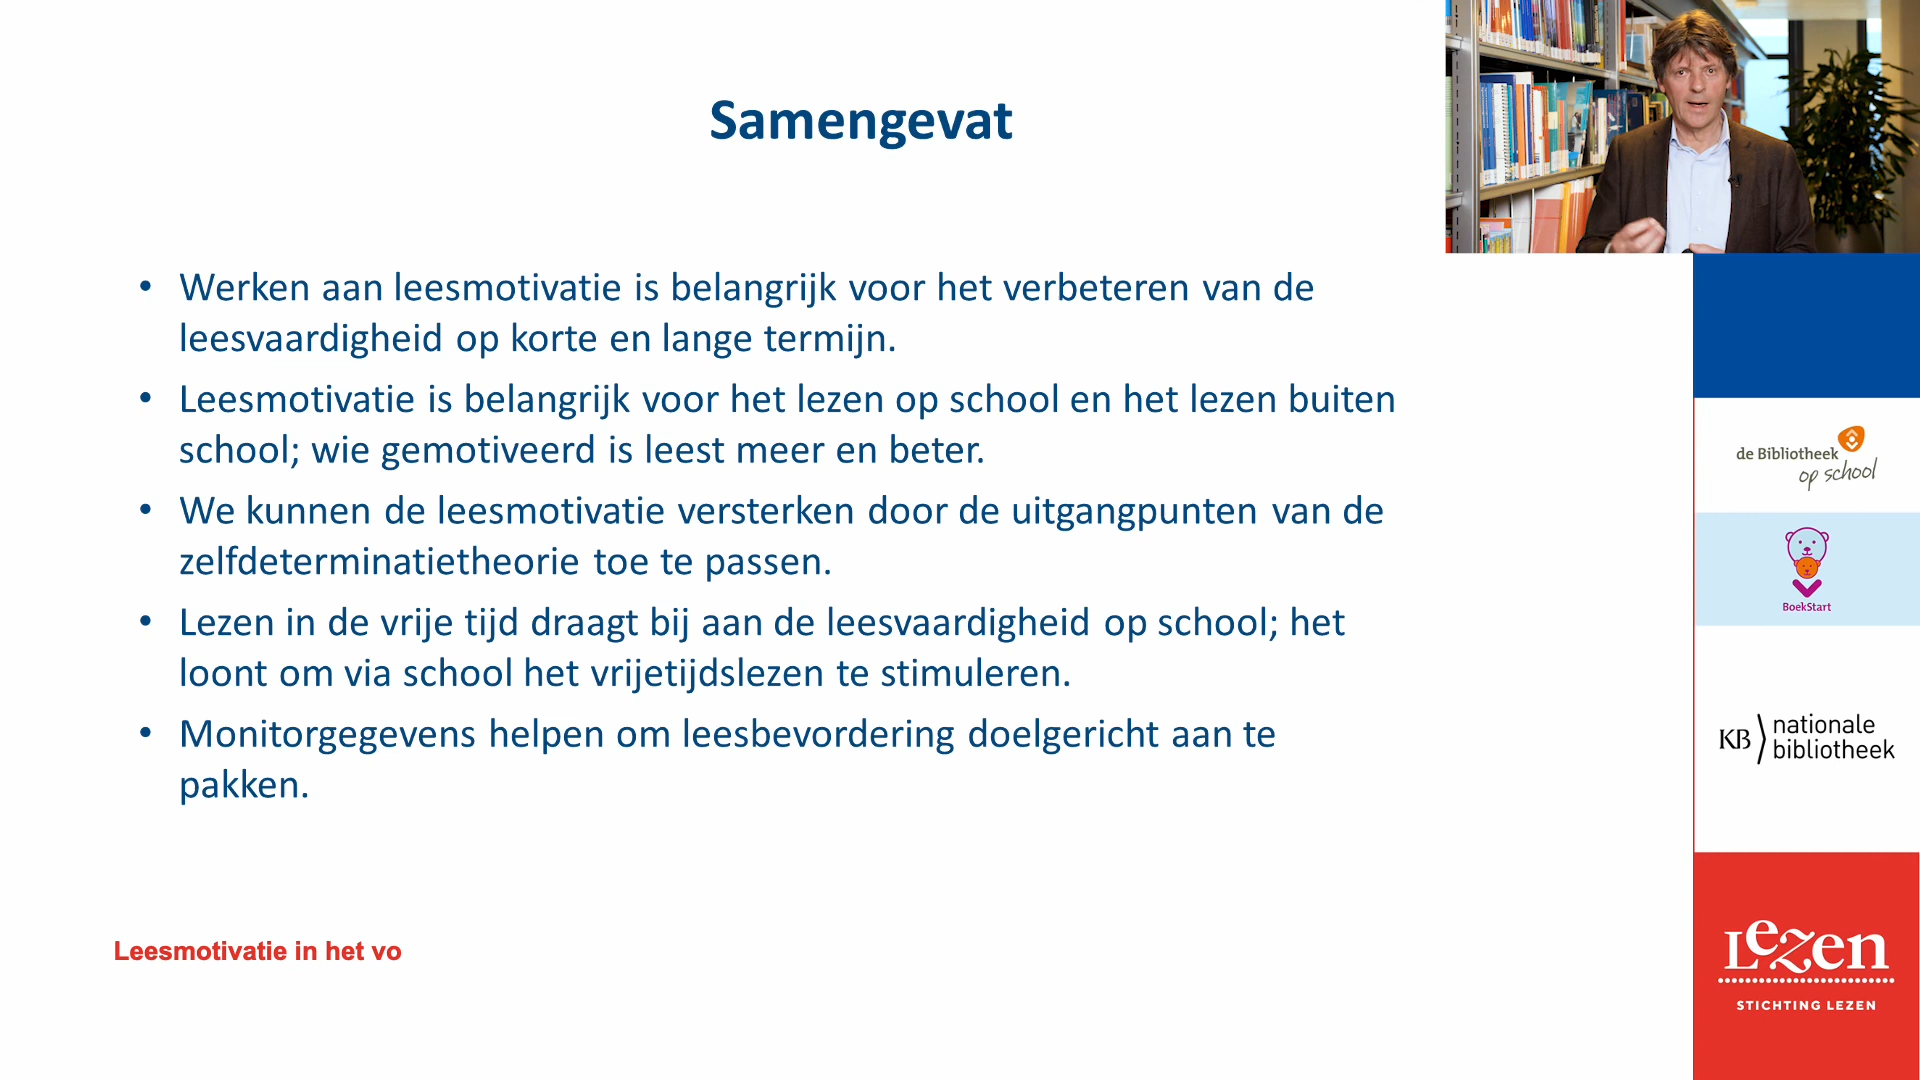 Samengevat
• Werken aan leesmotivatie is belangrijk voor het verbeteren van de
leesvaardigheid op korte en lange termijn.
• Leesmotivatie is belangrijk voor het lezen op school en het lezen buiten
school; wie gemotiveerd is leest meer en beter.
• We kunnen de leesmotivatie versterken door de uitgangpunten van de
zelfdeterminatietheorie toe te passen.
• Lezen in de vrije tijd draagt bij aan de leesvaardigheid op school; het
loont om via school het vrijetijdslezen te stimuleren.
• Monitorgegevens helpen om leesbevordering doelgericht aan te
pakken.
Leesmotivatie in het vo
de Bibliotheek
op school
BoekStart
KB nationale
bibliotheek
Lezen
STICHTING LEZEN